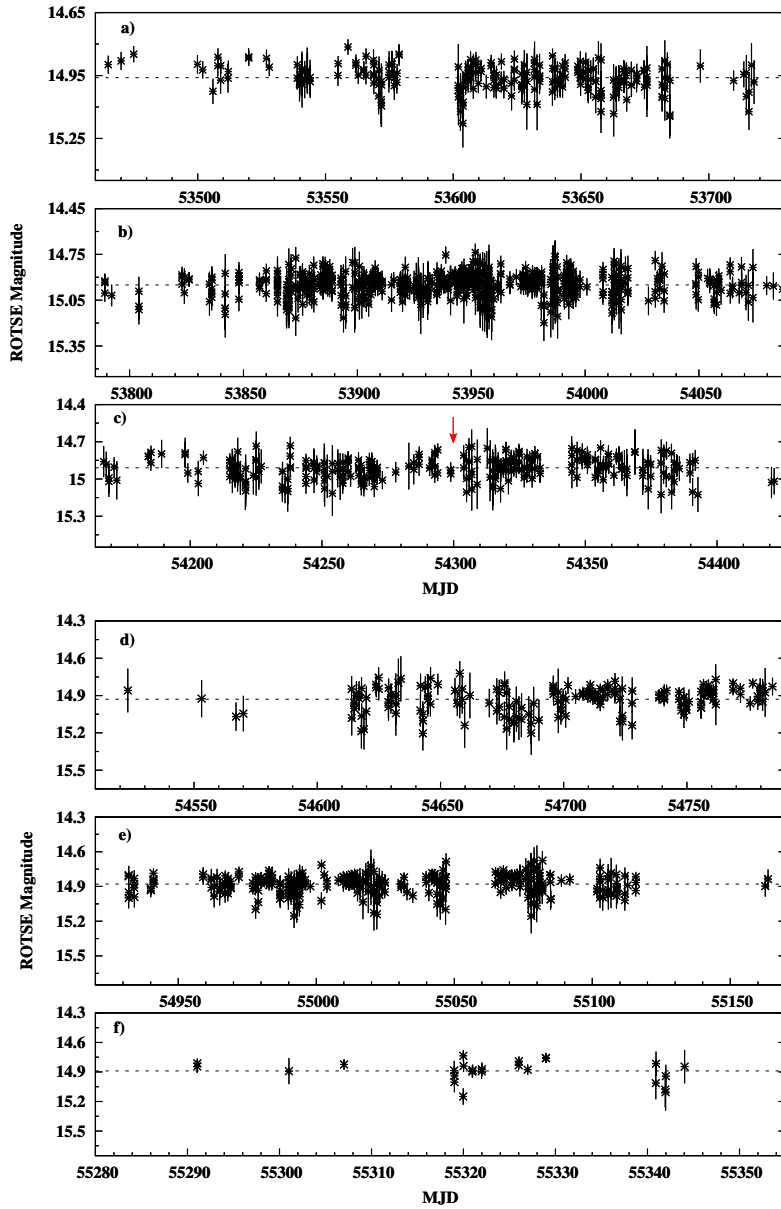 14.65
a)
14.95
15.25
53500 53550 53600 53650 53700
14.45
b)
14.75
15.05
15.35
53800 53850 53900 53950 54000 54050
14.4
c)
14.7
15
15.3
54200 54250 54300 54350 54400
MJD
ROTSE Magnitude
14.3
d)
14.6
14.9
15.2
15.5
54550 54600 54650 54700 54750
14.3
e)
14.6
14.9
15.2
15.5
54950 55000 55050 55100 55150
14.3
f)
14.6
14.9
15.2
15.5
55280 55290 55300 55310 55320 55330 55340 55350
MJD
ROTSE Magnitude